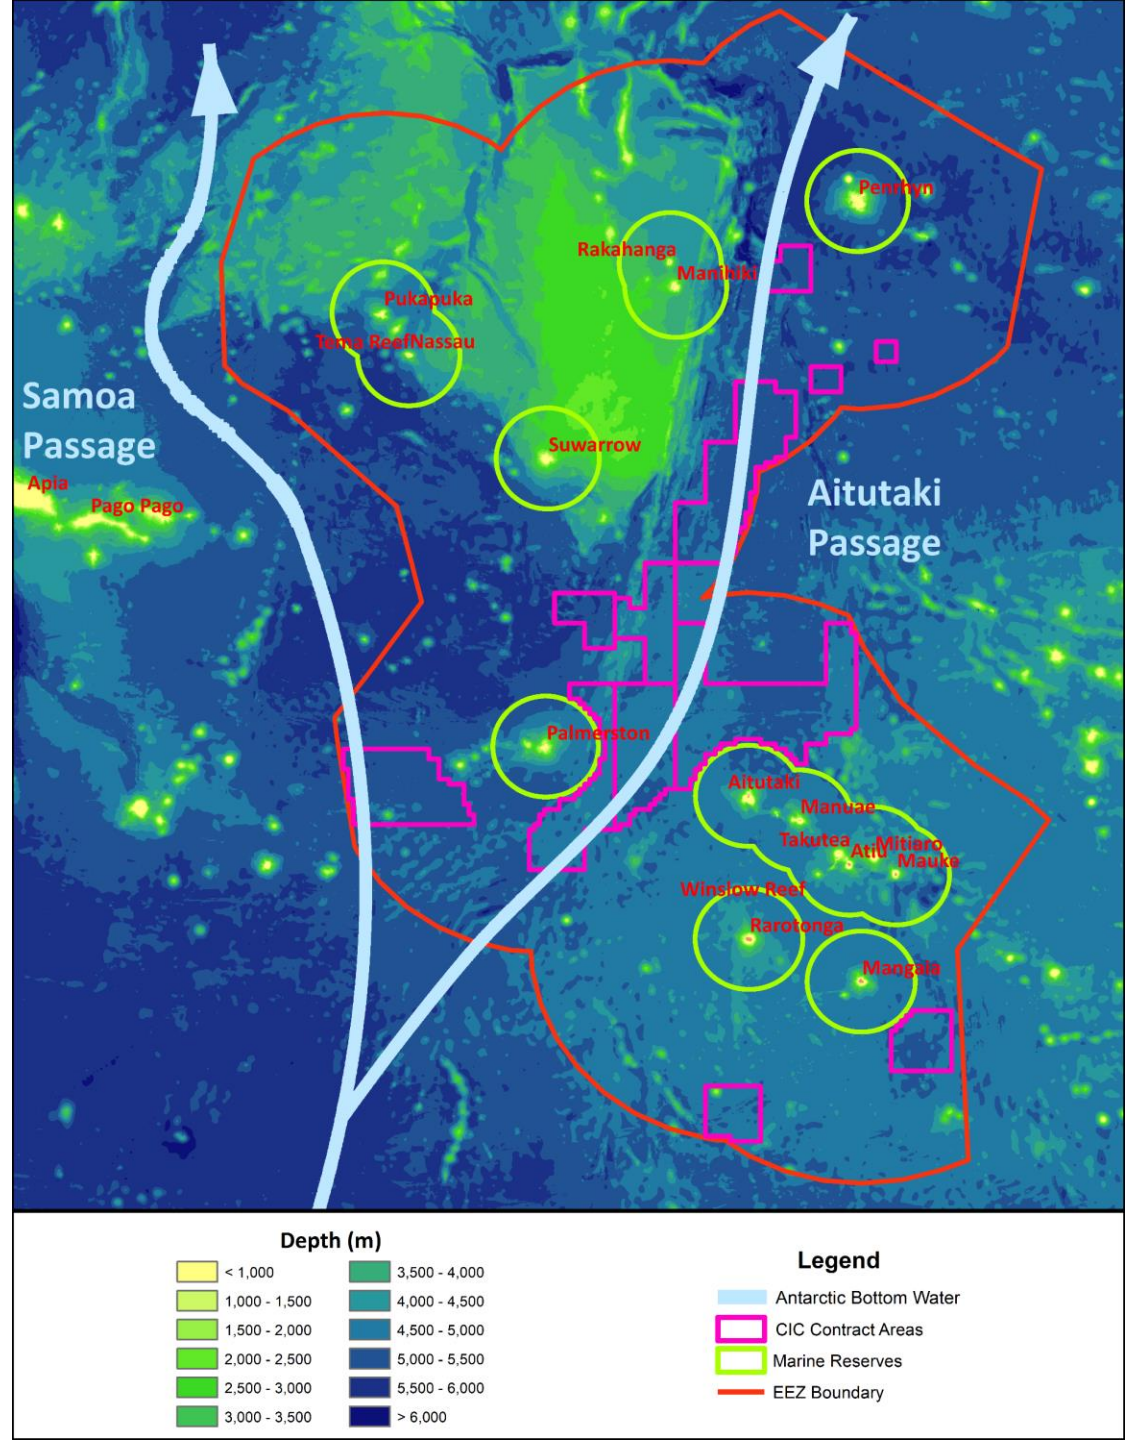 Penrhyn
Rakahanga
Manihiki
Pukapuka
Tema Reef Nassau
Samoa
Passage
Suwarrow
Apia
Pago Pago
Aitutaki
Passage
Palmerston
Aitutaki
Manuae
Takutea
Mitiaro
Atiu
Mauke
Winslow Reef
Rarotonga
Mangaia
Depth (m)
< 1,000
1,000 - 1,500
1,500 - 2,000
2,000 - 2,500
2,500 - 3,000
3,000 - 3,500
3,500 - 4,000
4,000 - 4,500
4,500 - 5,000
5,000 - 5,500
5,500 - 6,000
> 6,000
Legend
Antarctic Bottom Water
CIC Contract Areas
Marine Reserves
EEZ Boundary